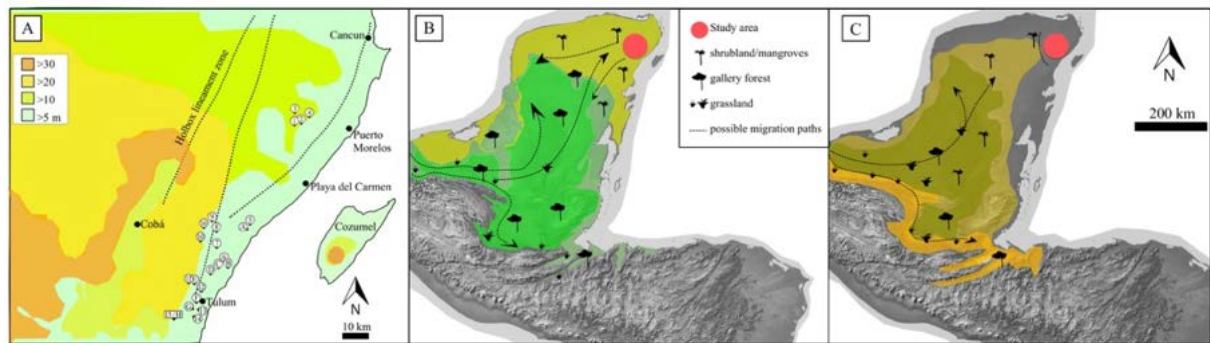 A
>30
>20
>10
>5 m
Holbox lineament zone
Cancun
Puerto
Morelos
Playa del Carmen
Cobá
Cozumel
Tulum
N
10 km
B
Study area
shrubland/mangroves
gallery forest
grassland
possible migration paths
C
N
200 km